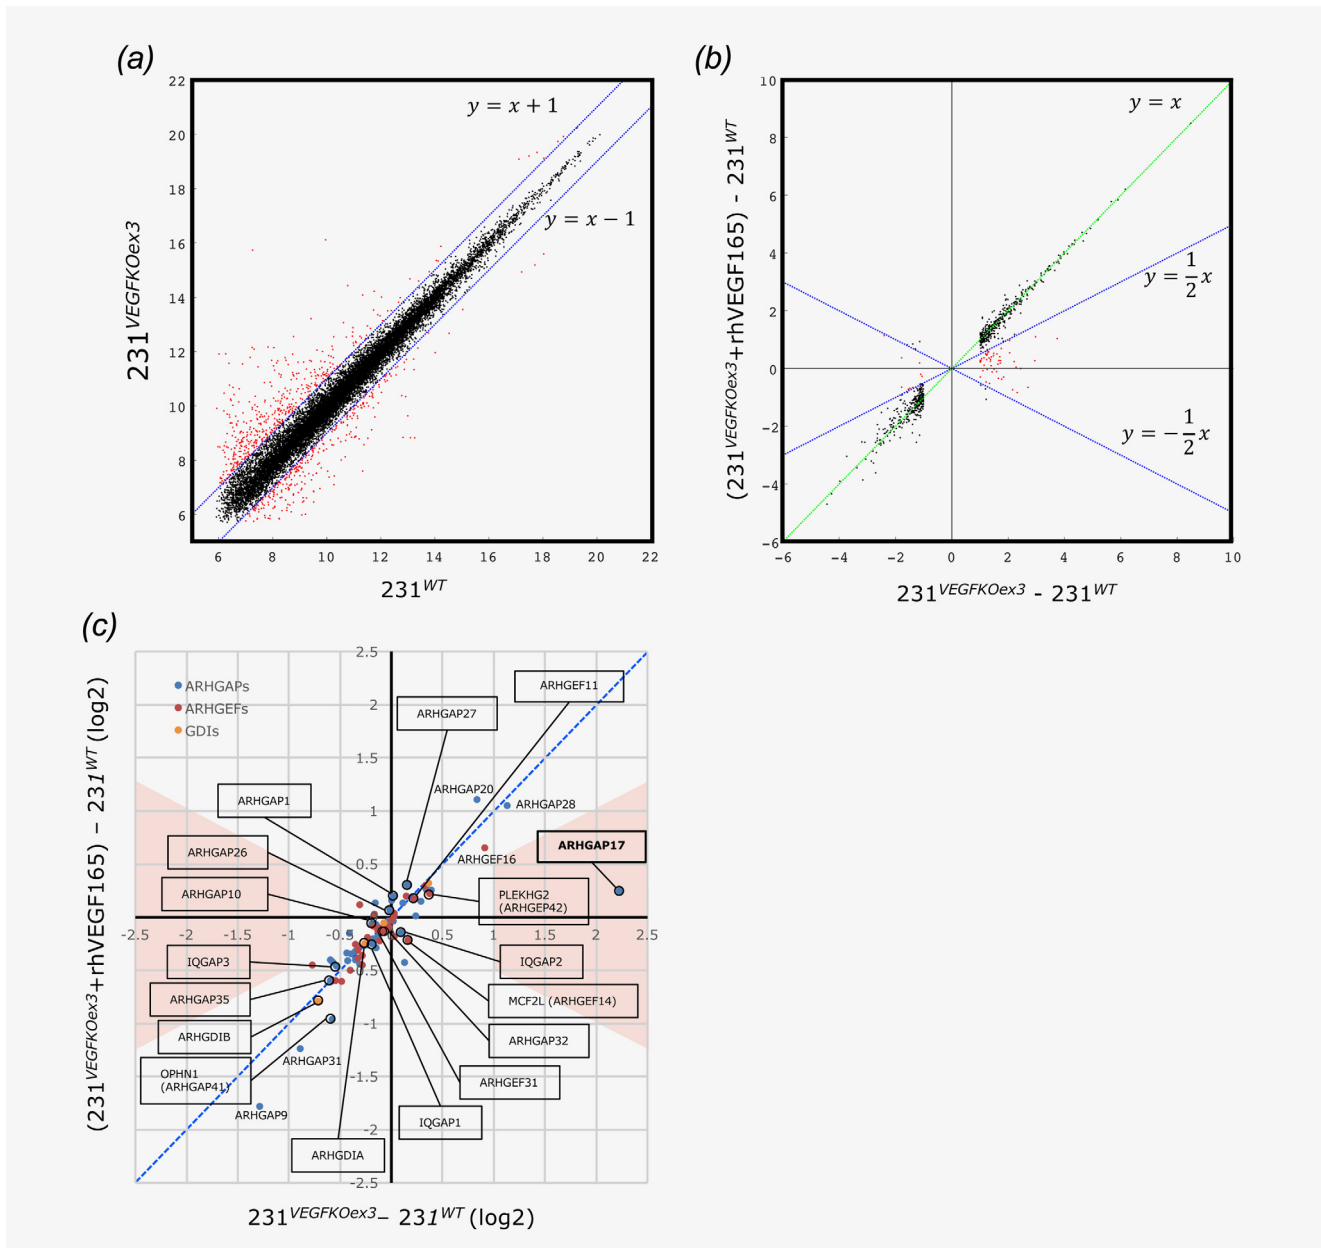 (a)
y = x + 1
y = x − 1
231VEGFKOex3
22
20
18
16
14
12
10
8
6
6 8 10 12 14 16 18 20 22
231WT
(b)
y = x
y = 1/2 x
y = −1/2 x
(231VEGFKOex3+rhVEGF165) - 231WT
10
8
6
4
2
0
−2
−4
−6
−6 −4 −2 0 2 4 6 8 10
231VEGFKOex3 - 231WT
(c)
(231VEGFKOex3+rhVEGF165) – 231WT (log2)
ARHGAPs
ARHGEFs
GDIs
2.5
2
1.5
1
0.5
-2.5 -2 -1.5 -1 -0.5 0 0.5 1 1.5 2 2.5
0.5
-1
-1.5
-2
-2.5
ARHGEF11
ARHGAP27
ARHGAP20
ARHGAP28
ARHGAP1
ARHGAP17
ARHGAP26
ARHGEF16
ARHGAP10
PLEKHG2
(ARHGEP42)
IQGAP3
IQGAP2
ARHGAP35
MCF2L (ARHGEF14)
ARHGDIB
ARHGAP32
ARHGAP31
OPHN1
(ARHGAP41)
ARHGEF31
ARHGAP9
IQGAP1
ARHGDIA
231VEGFKOex3– 231WT (log2)